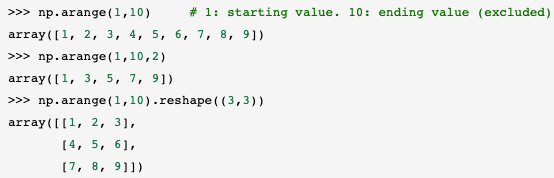 >>> np.arange(1,10)     # 1: starting value. 10: ending value (excluded)
array([1, 2, 3, 4, 5, 6, 7, 8, 9])
>>> np.arange(1,10,2)
array([1, 3, 5, 7, 9])
>>> np.arange(1,10).reshape((3,3))
array([[1, 2, 3],
       [4, 5, 6],
       [7, 8, 9]])